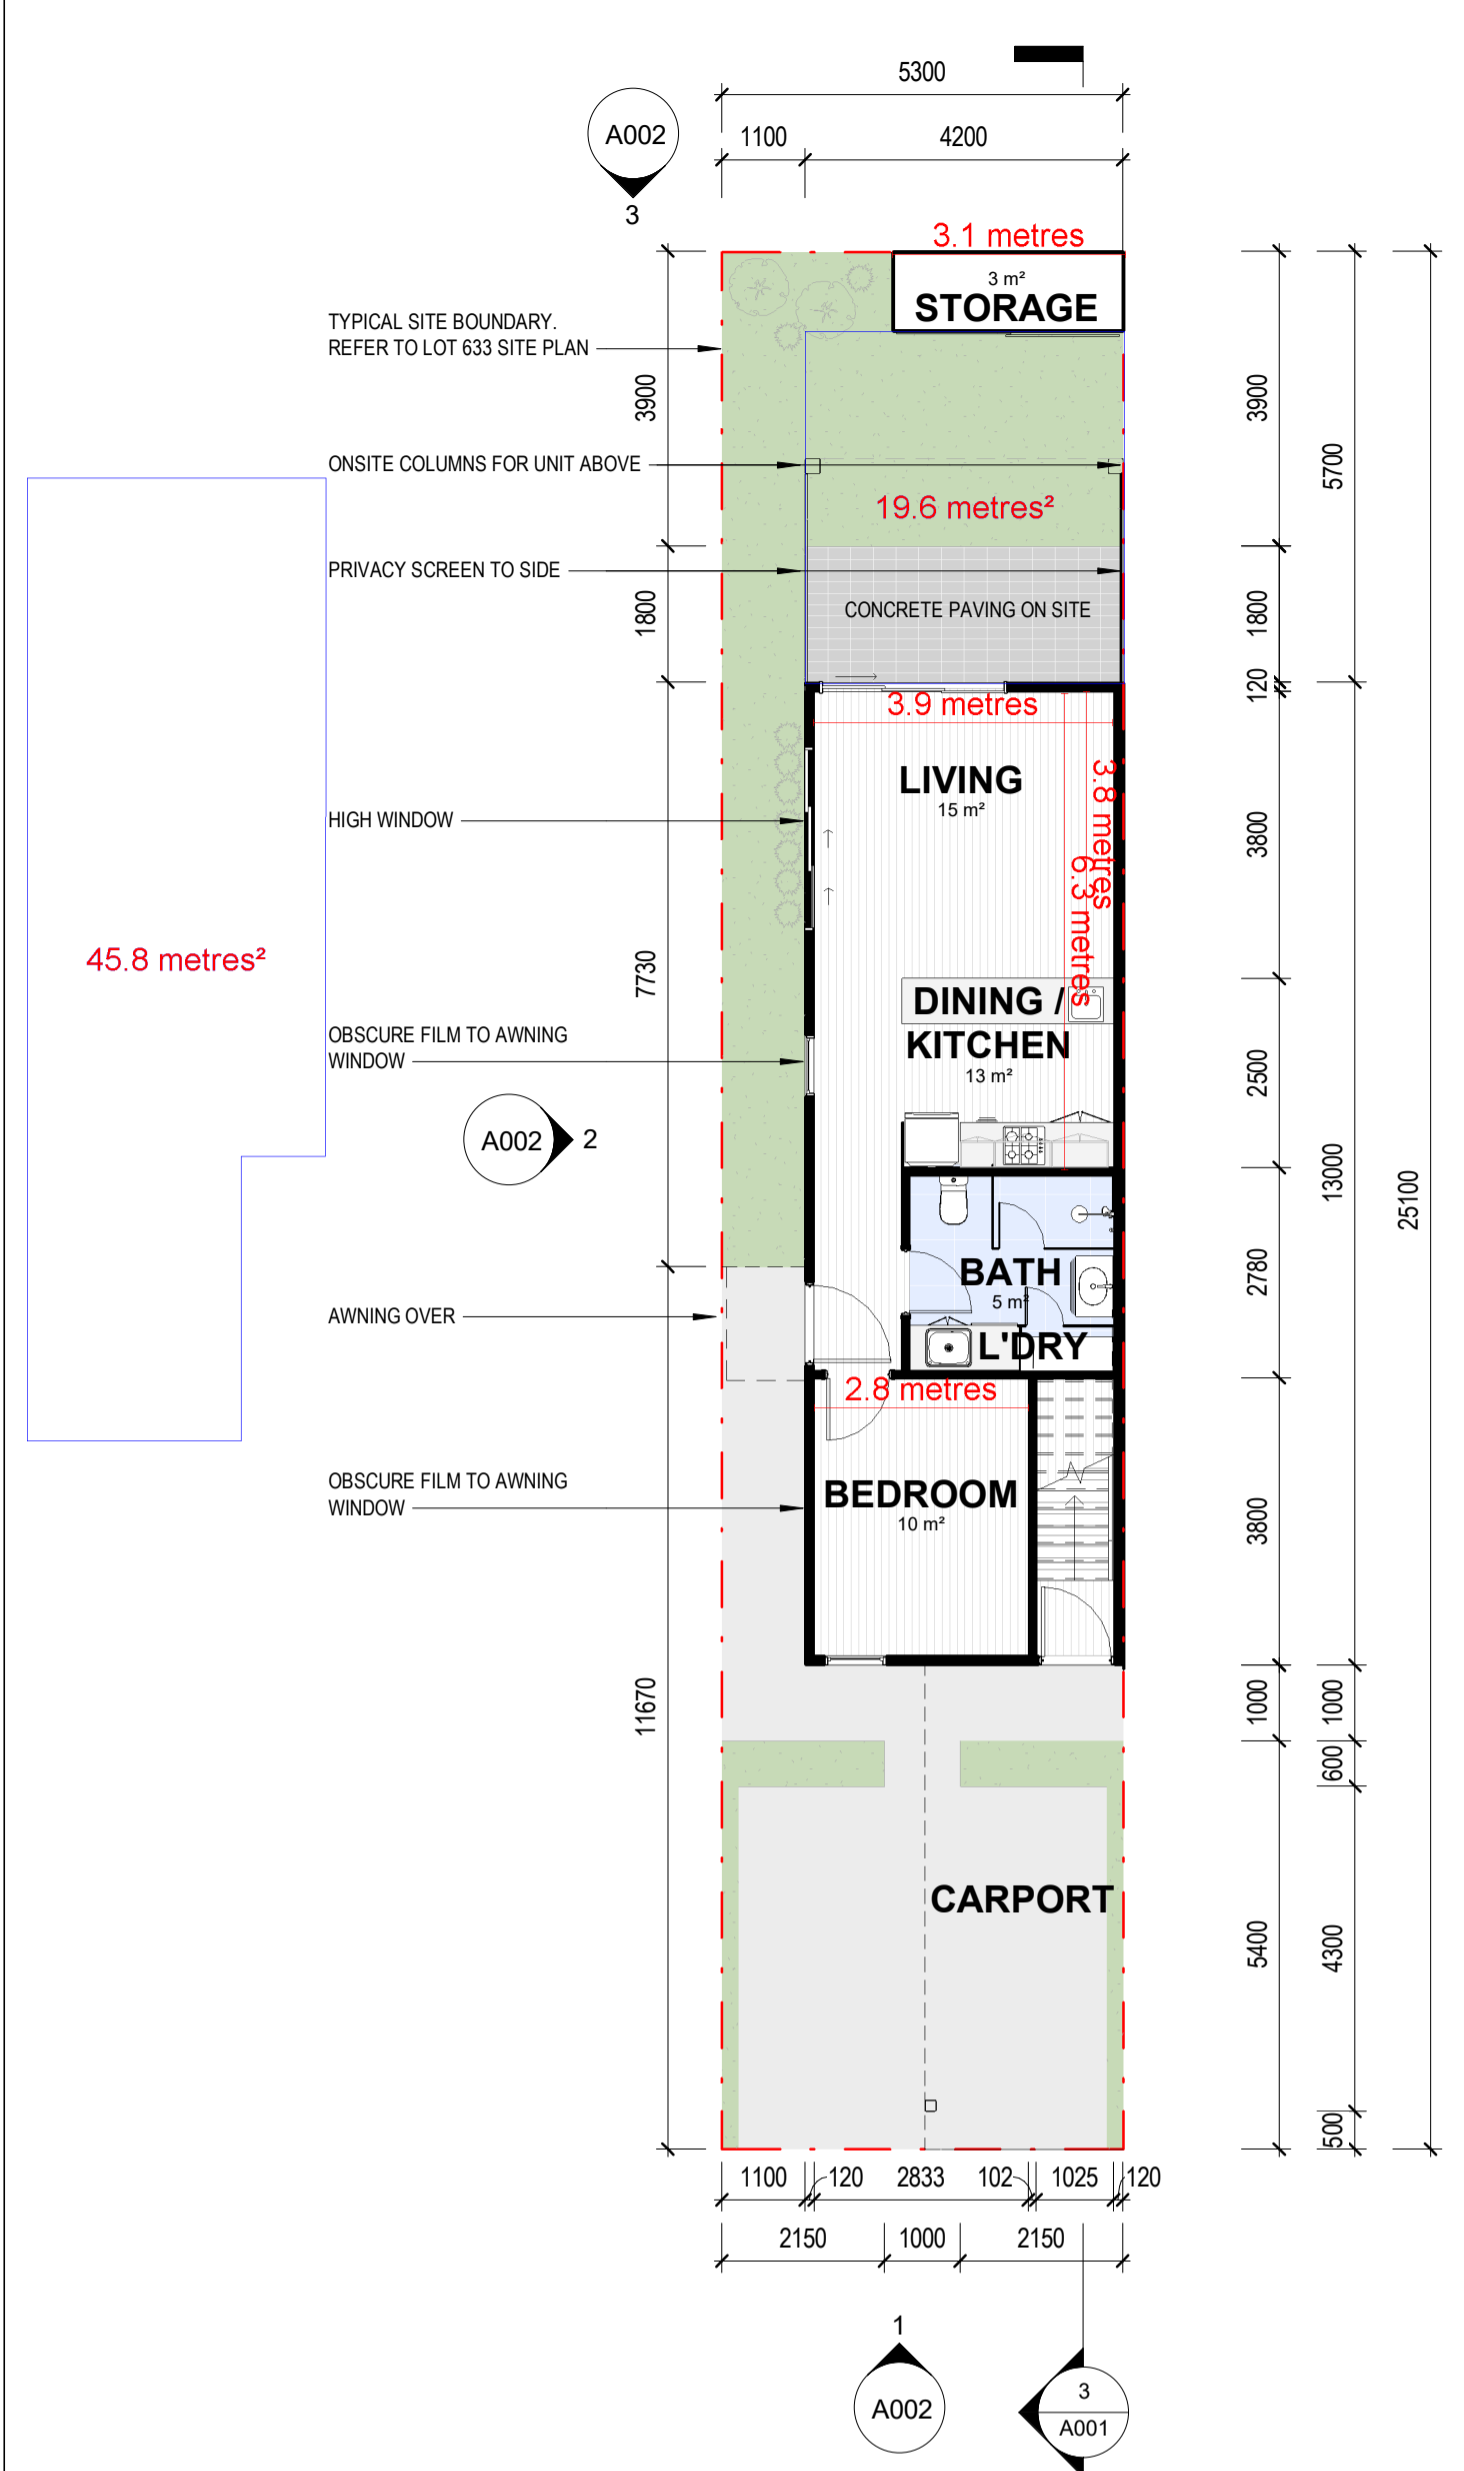 5300
1100
4200
A002
3
3.1 metres
3 m²
STORAGE
TYPICAL SITE BOUNDARY.
REFER TO LOT 633 SITE PLAN
3900
3900
5700
ONSITE COLUMNS FOR UNIT ABOVE
19.6 metres²
PRIVACY SCREEN TO SIDE
CONCRETE PAVING ON SITE
1800
1800
120
3.9 metres
LIVING
15 m²
3.8 metres
HIGH WINDOW
3800
6.3 metres
45.8 metres²
7730
DINING /
KITCHEN
13 m²
OBSCURE FILM TO AWNING
WINDOW
2500
A002
2
13000
25100
BATH
5 m²
2780
AWNING OVER
L'DRY
2.8 metres
OBSCURE FILM TO AWNING
WINDOW
BEDROOM
10 m²
3800
11670
1000
1000
600
CARPORT
5400
4300
500
1100
120
2833
102
1025
120
2150
1000
2150
1
A002
3
A001